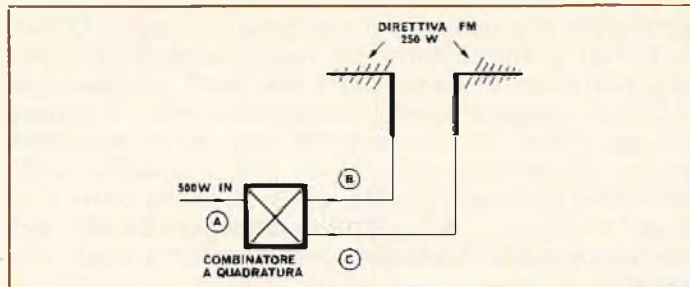 DIRETTIVA FM
250 W
500W IN
A
B
C
COMBINATORE
A QUADRATURA